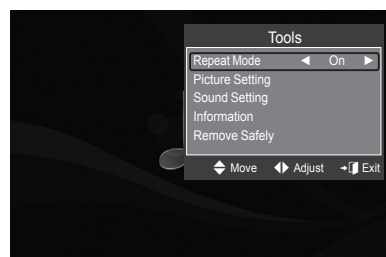 Tools
Repeat Mode ◀ On ▶
Picture Setting
Sound Setting
Information
Remove Safely
Move Adjust Exit